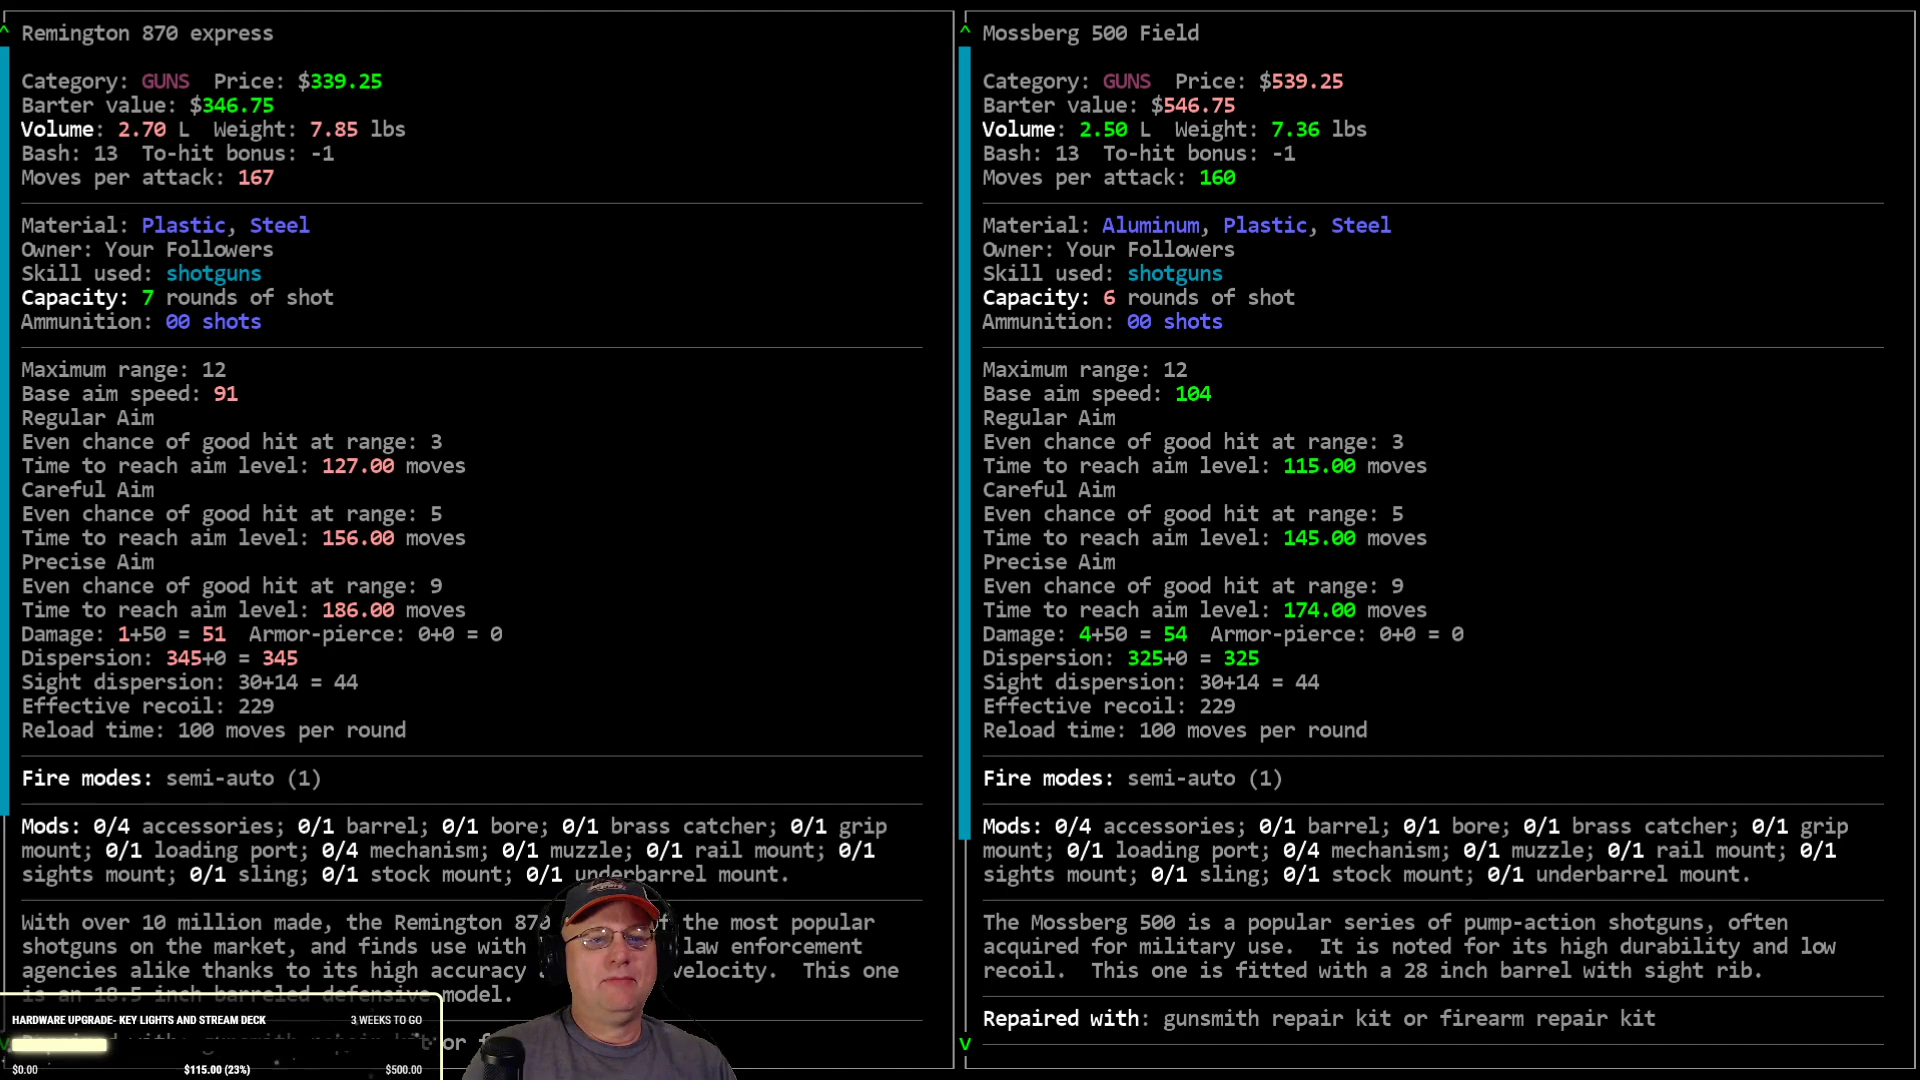 Remington 870 express
Category: GUNS  Price: $339.25
Barter value: $346.75
Volume: 2.70 L  Weight: 7.85 lbs
Bash: 13  To-hit bonus: -1
Moves per attack: 167
Material: Plastic, Steel
Owner: Your Followers
Skill used: shotguns
Capacity: 7 rounds of shot
Ammunition: 00 shots
Maximum range: 12
Base aim speed: 91
Regular Aim
Even chance of good hit at range: 3
Time to reach aim level: 127.00 moves
Careful Aim
Even chance of good hit at range: 5
Time to reach aim level: 156.00 moves
Precise Aim
Even chance of good hit at range: 9
Time to reach aim level: 186.00 moves
Damage: 1+50 = 51  Armor-pierce: 0+0 = 0
Dispersion: 345+0 = 345
Sight dispersion: 30+14 = 44
Effective recoil: 229
Reload time: 100 moves per round
Fire modes: semi-auto (1)
Mods: 0/4 accessories; 0/1 barrel; 0/1 bore; 0/1 brass catcher; 0/1 grip
mount; 0/1 loading port; 0/4 mechanism; 0/1 muzzle; 0/1 rail mount; 0/1
sights mount; 0/1 sling; 0/1 stock mount; 0/1 underbarrel mount.
With over 10 million made, the Remington 870 the most popular
shotguns on the market, and finds use with law enforcement
agencies alike thanks to its high accuracy velocity.  This one
is an 18.5 inch barreled defensive model.
Repaired with: gunsmith repair kit or
HARDWARE UPGRADE- KEY LIGHTS AND STREAM DECK 3 WEEKS TO GO
$0.00 $115.00 (23%) $500.00
Mossberg 500 Field
Category: GUNS  Price: $539.25
Barter value: $546.75
Volume: 2.50 L  Weight: 7.36 lbs
Bash: 13  To-hit bonus: -1
Moves per attack: 160
Material: Aluminum, Plastic, Steel
Owner: Your Followers
Skill used: shotguns
Capacity: 6 rounds of shot
Ammunition: 00 shots
Maximum range: 12
Base aim speed: 104
Regular Aim
Even chance of good hit at range: 3
Time to reach aim level: 115.00 moves
Careful Aim
Even chance of good hit at range: 5
Time to reach aim level: 145.00 moves
Precise Aim
Even chance of good hit at range: 9
Time to reach aim level: 174.00 moves
Damage: 4+50 = 54  Armor-pierce: 0+0 = 0
Dispersion: 325+0 = 325
Sight dispersion: 30+14 = 44
Effective recoil: 229
Reload time: 100 moves per round
Fire modes: semi-auto (1)
Mods: 0/4 accessories; 0/1 barrel; 0/1 bore; 0/1 brass catcher; 0/1 grip
mount; 0/1 loading port; 0/4 mechanism; 0/1 muzzle; 0/1 rail mount; 0/1
sights mount; 0/1 sling; 0/1 stock mount; 0/1 underbarrel mount.
The Mossberg 500 is a popular series of pump-action shotguns, often
acquired for military use.  It is noted for its high durability and low
recoil.  This one is fitted with a 28 inch barrel with sight rib.
Repaired with: gunsmith repair kit or firearm repair kit